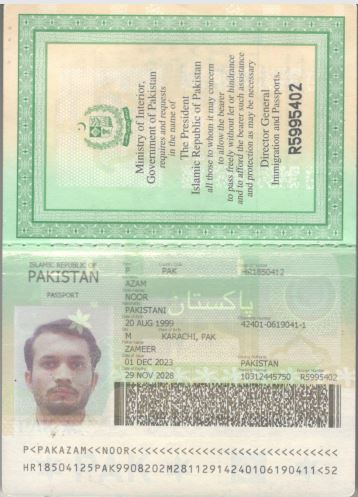 Ministry of Interior,
Government of Pakistan
requires and requests
in the name of
The President
Islamic Republic of Pakistan
all those to whom it may concern
to allow the bearer
to pass freely without let or hindrance
and to afford the bearer such assistance
and protection as may be necessary
Director General
Immigration and Passports.
R5995402
ISLAMIC REPUBLIC OF
PAKISTAN
PASSPORT
P PAK HR1850412
AZAM
NOOR
PAKISTANI
پاکستان
20 AUG 1999 42401-0619041-1
M KARACHI, PAK
ZAMEER
01 DEC 2023 PAKISTAN
29 NOV 2028 10312445750 R5995402
P<PAKAZAM<<NOOR<<<<<<<<<<<<<<<<<<<<<<<<<<<<<
HR18504125PAK9908202M28112914240106190411<52